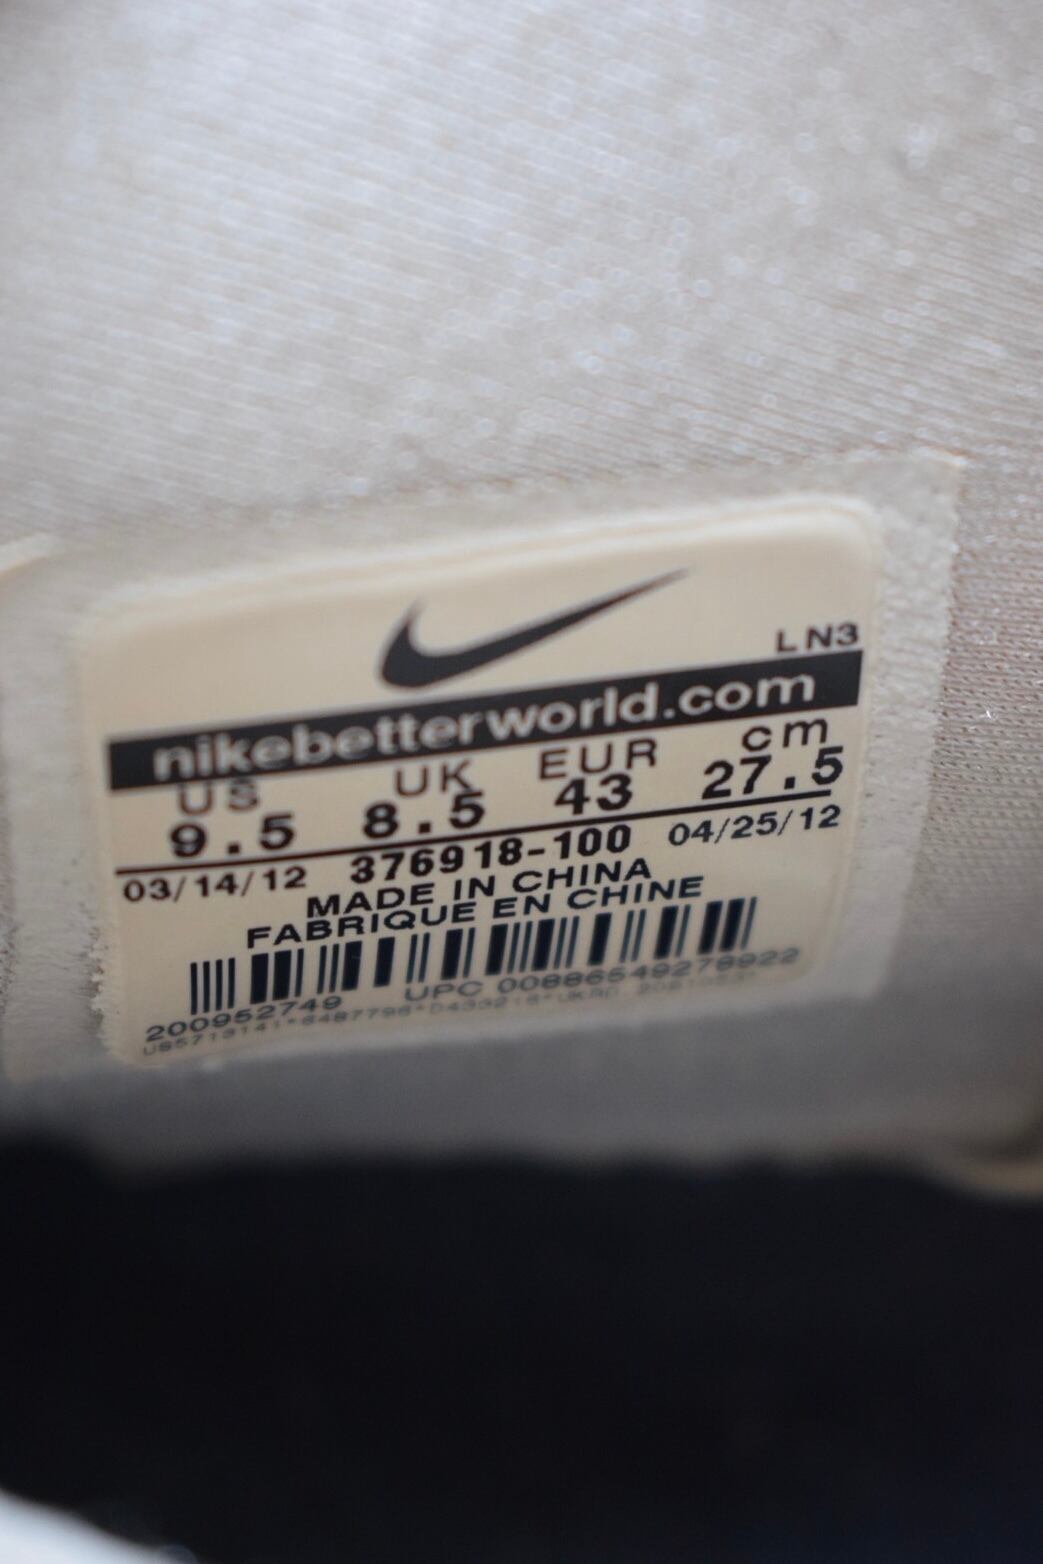 LN3
nikebetterworld.com
US UK EUR cm
9.5 8.5 43 27.5
03/14/12 376918-100 04/25/12
MADE IN CHINA
FABRIQUE EN CHINE
200952749 UPC 00886549278922